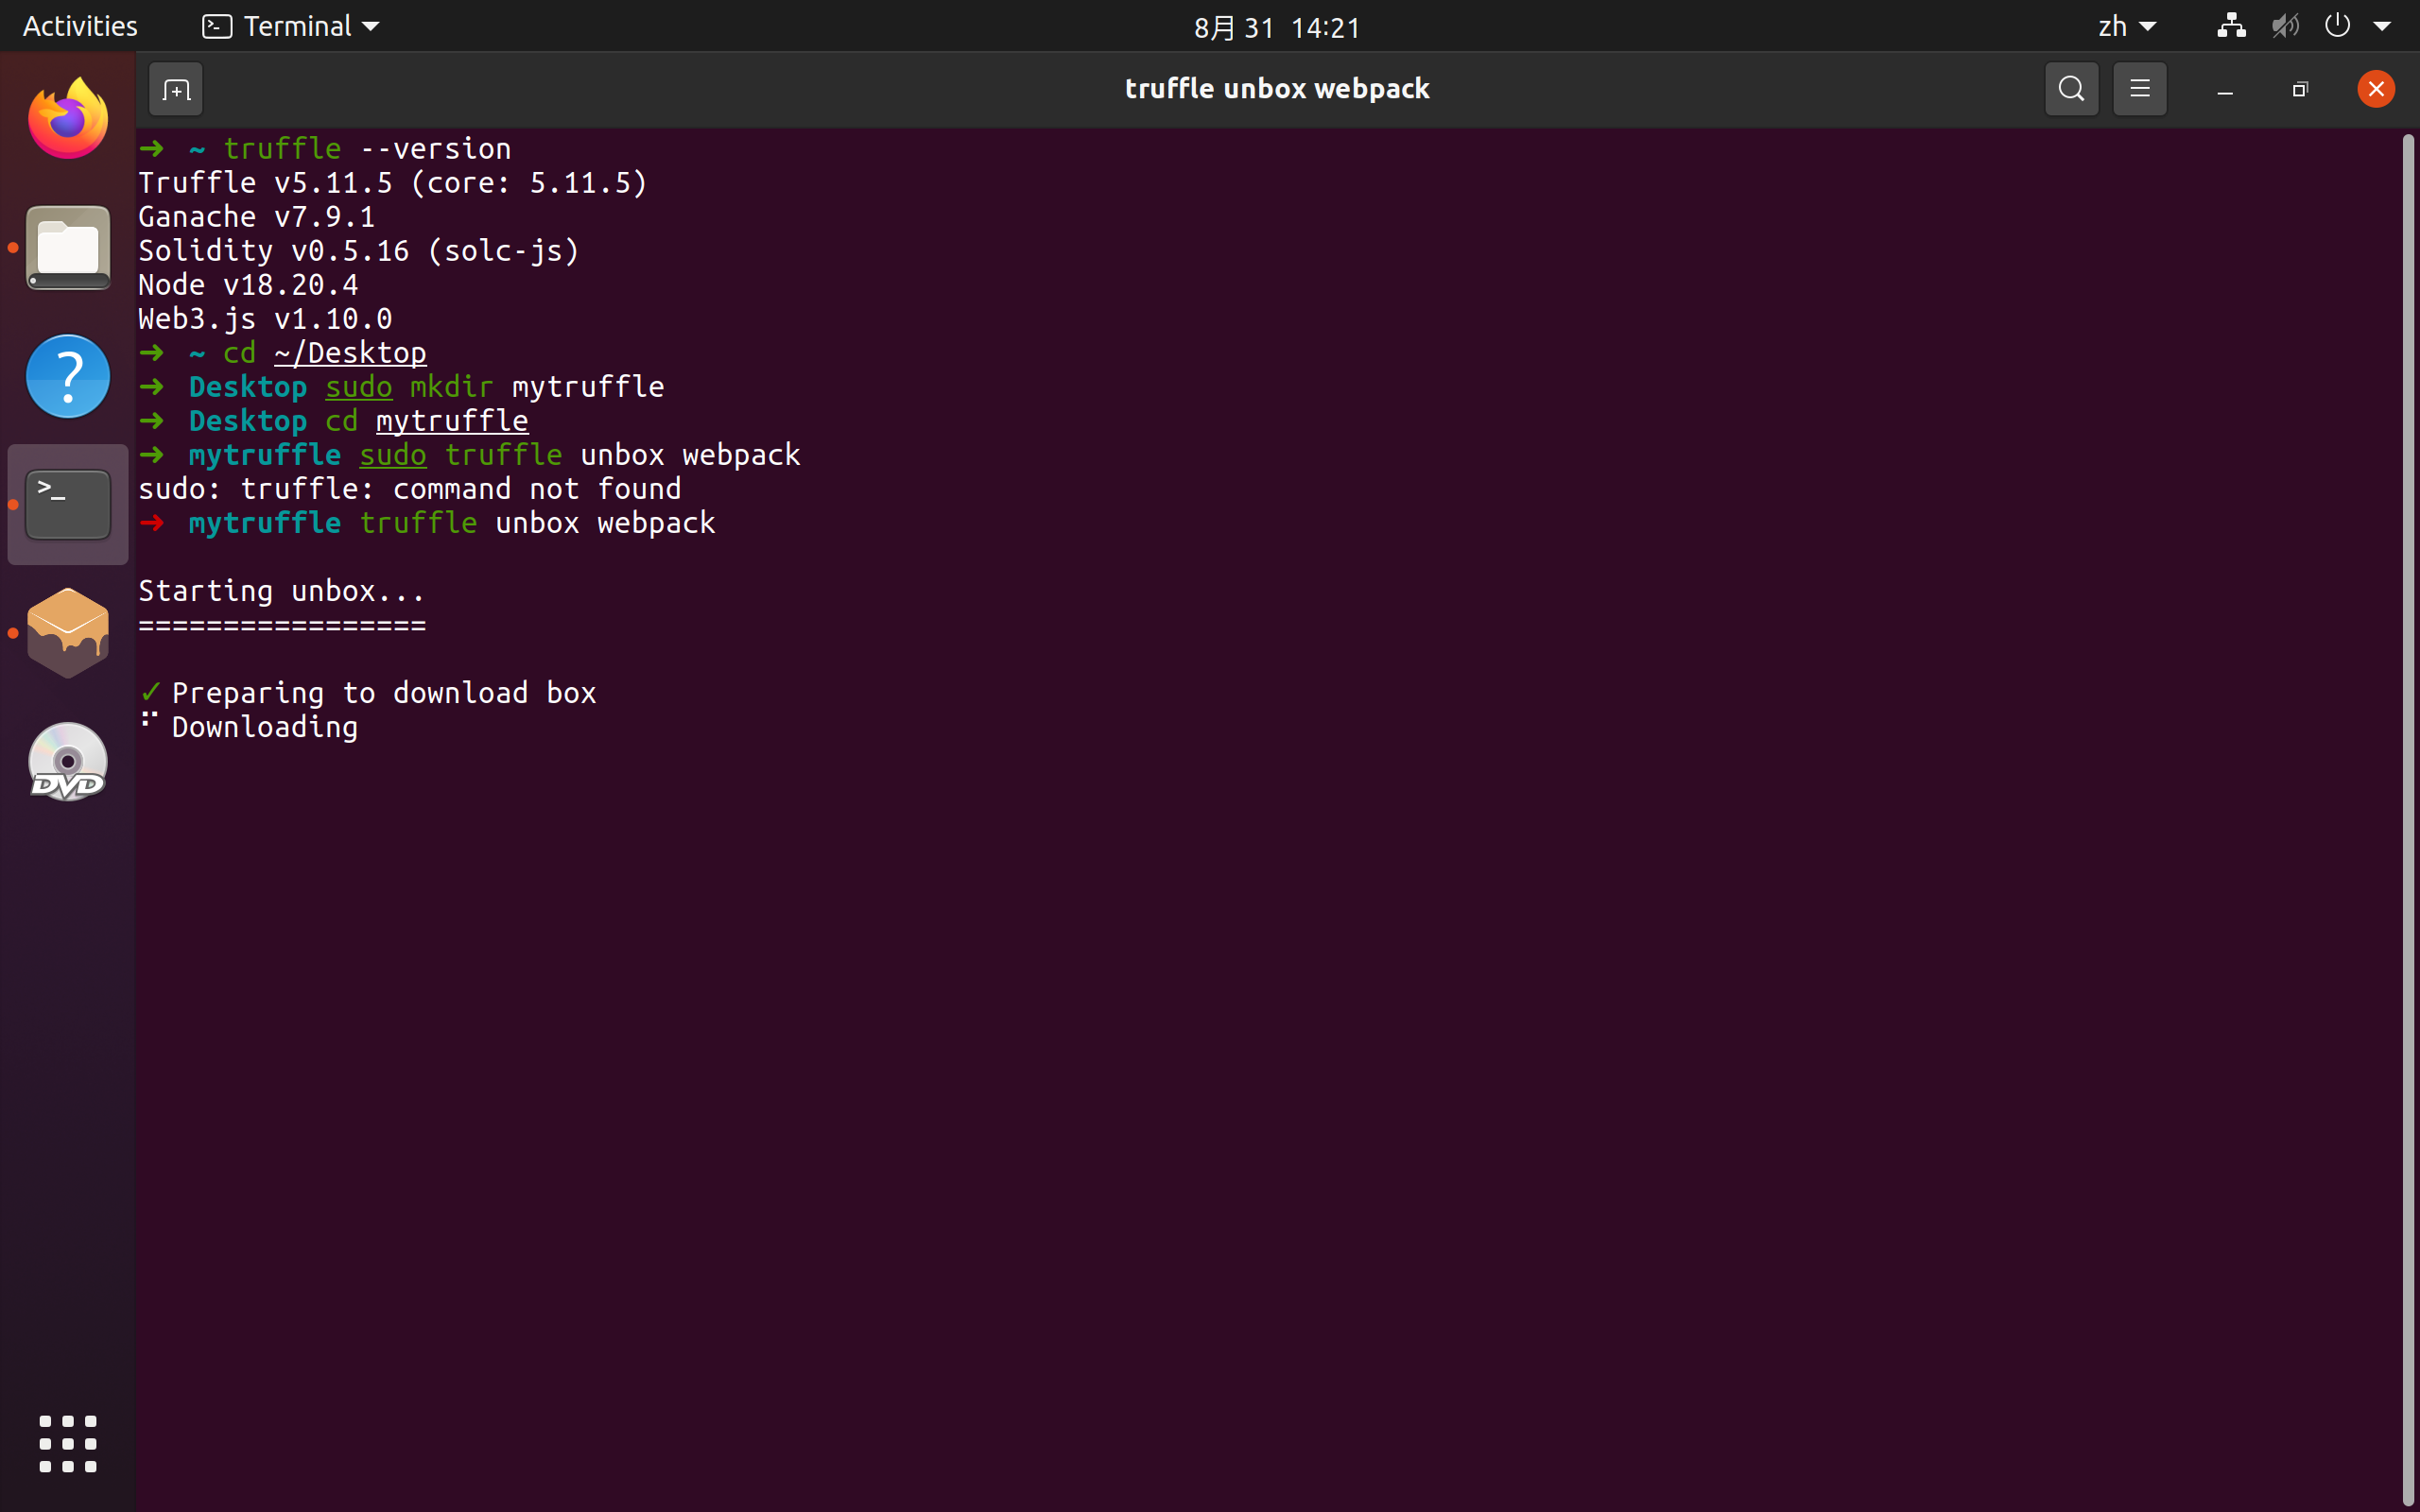 Activities Terminal 8月 31 14:21 zh
truffle unbox webpack
➜ ~ truffle --version
Truffle v5.11.5 (core: 5.11.5)
Ganache v7.9.1
Solidity v0.5.16 (solc-js)
Node v18.20.4
Web3.js v1.10.0
➜ ~ cd ~/Desktop
➜ Desktop sudo mkdir mytruffle
➜ Desktop cd mytruffle
➜ mytruffle sudo truffle unbox webpack
sudo: truffle: command not found
➜ mytruffle truffle unbox webpack
Starting unbox...
=================
✓ Preparing to download box
⠋ Downloading
>_
DVD